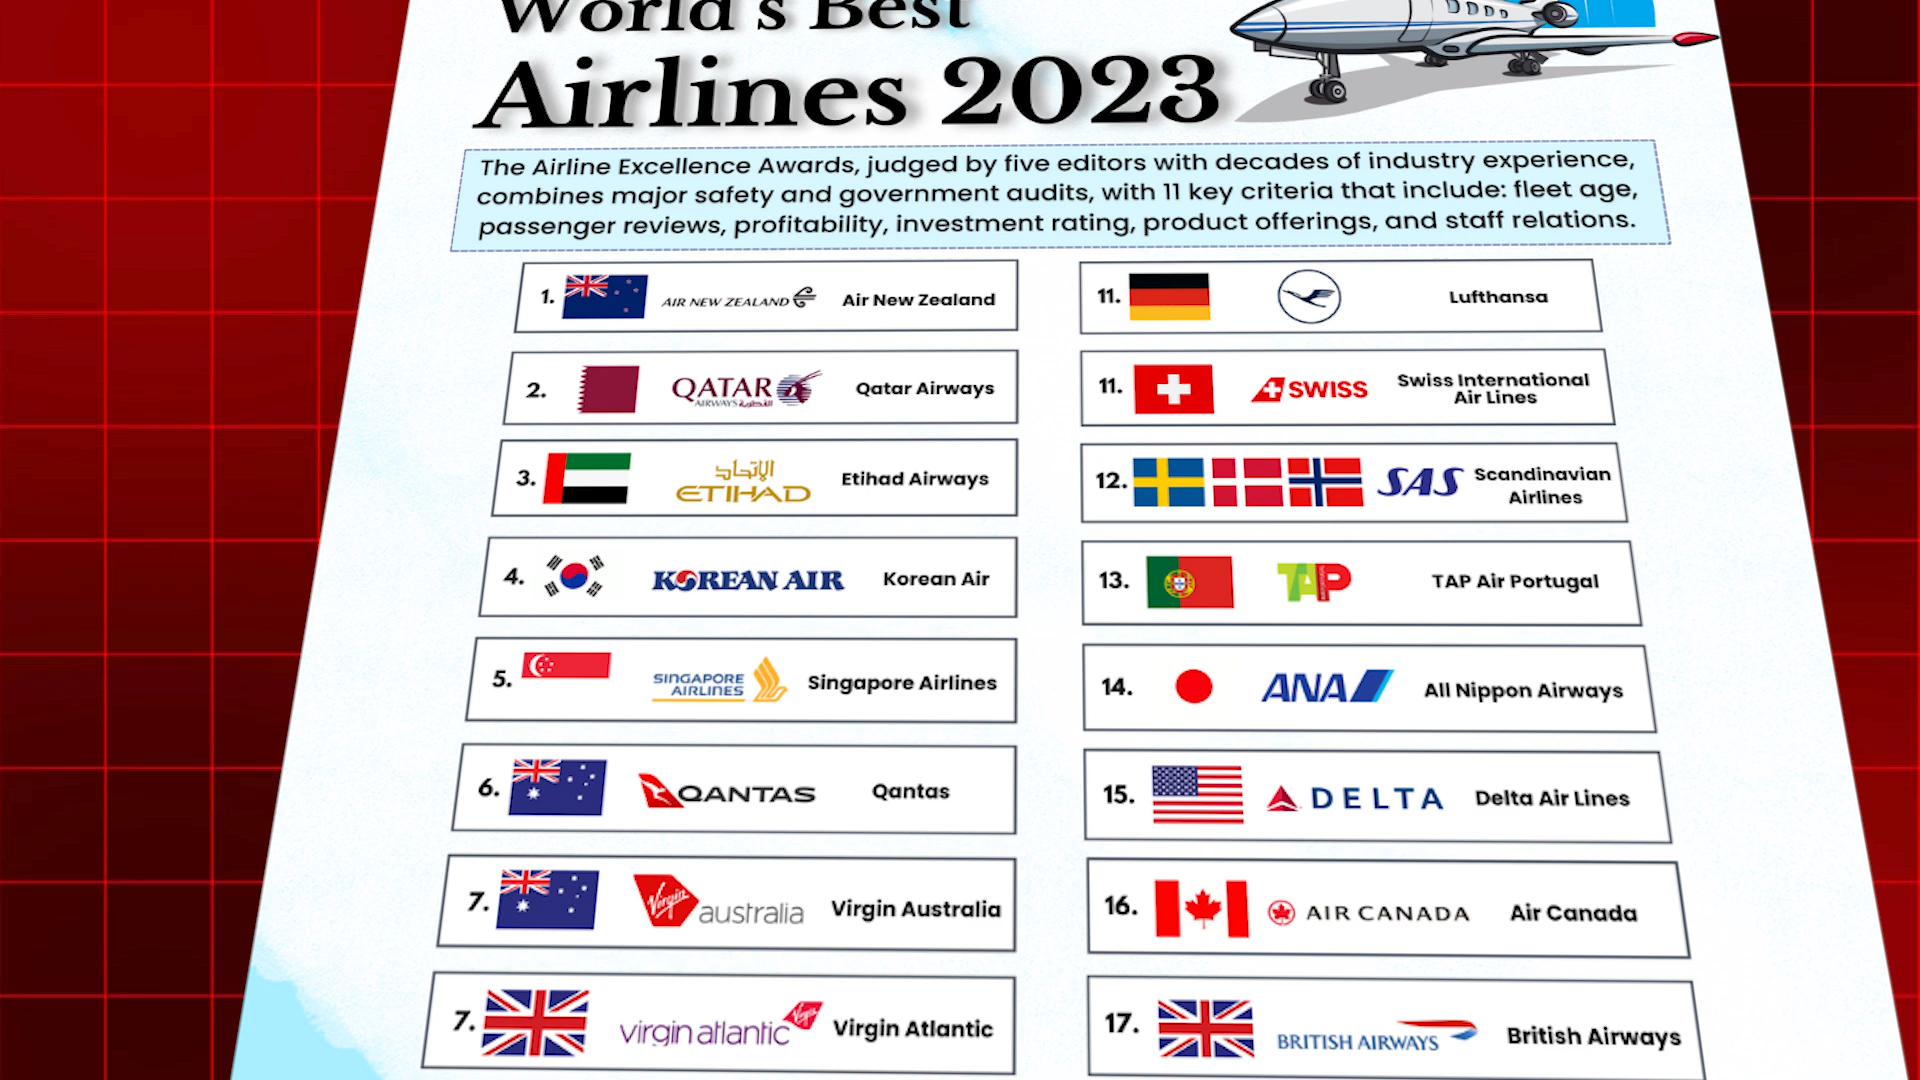 World's Best
Airlines 2023
The Airline Excellence Awards, judged by five editors with decades of industry experience,
combines major safety and government audits, with 11 key criteria that include: fleet age,
passenger reviews, profitability, investment rating, product offerings, and staff relations.
1. AIR NEW ZEALAND Air New Zealand
2. QATAR AIRWAYS القطرية Qatar Airways
3. الإتحاد ETIHAD Etihad Airways
4. KOREAN AIR Korean Air
5. SINGAPORE AIRLINES Singapore Airlines
6. QANTAS Qantas
7. Virgin australia Virgin Australia
7. virgin atlantic Virgin Virgin Atlantic
11. Lufthansa
11. SWISS Swiss International
Air Lines
12. SAS Scandinavian
Airlines
13. TAP TAP Air Portugal
14. ANA All Nippon Airways
15. DELTA Delta Air Lines
16. AIR CANADA Air Canada
17. BRITISH AIRWAYS British Airways